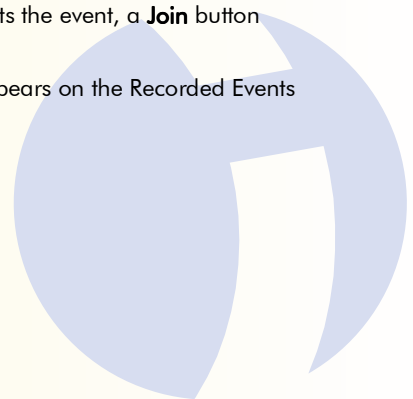 ts the event, a Join button
pears on the Recorded Events